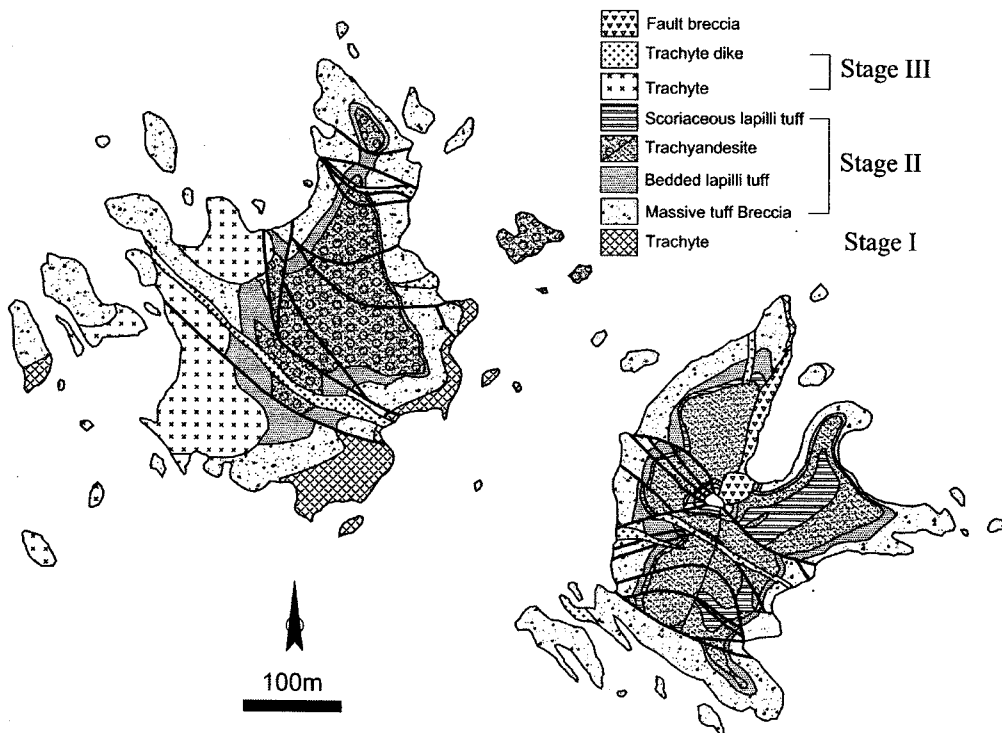 Fault breccia
Trachyte dike
Stage III
Trachyte
Scoriaceous lapilli tuff
Trachyandesite
Stage II
Bedded lapilli tuff
Massive tuff Breccia
Trachyte
Stage I
100m